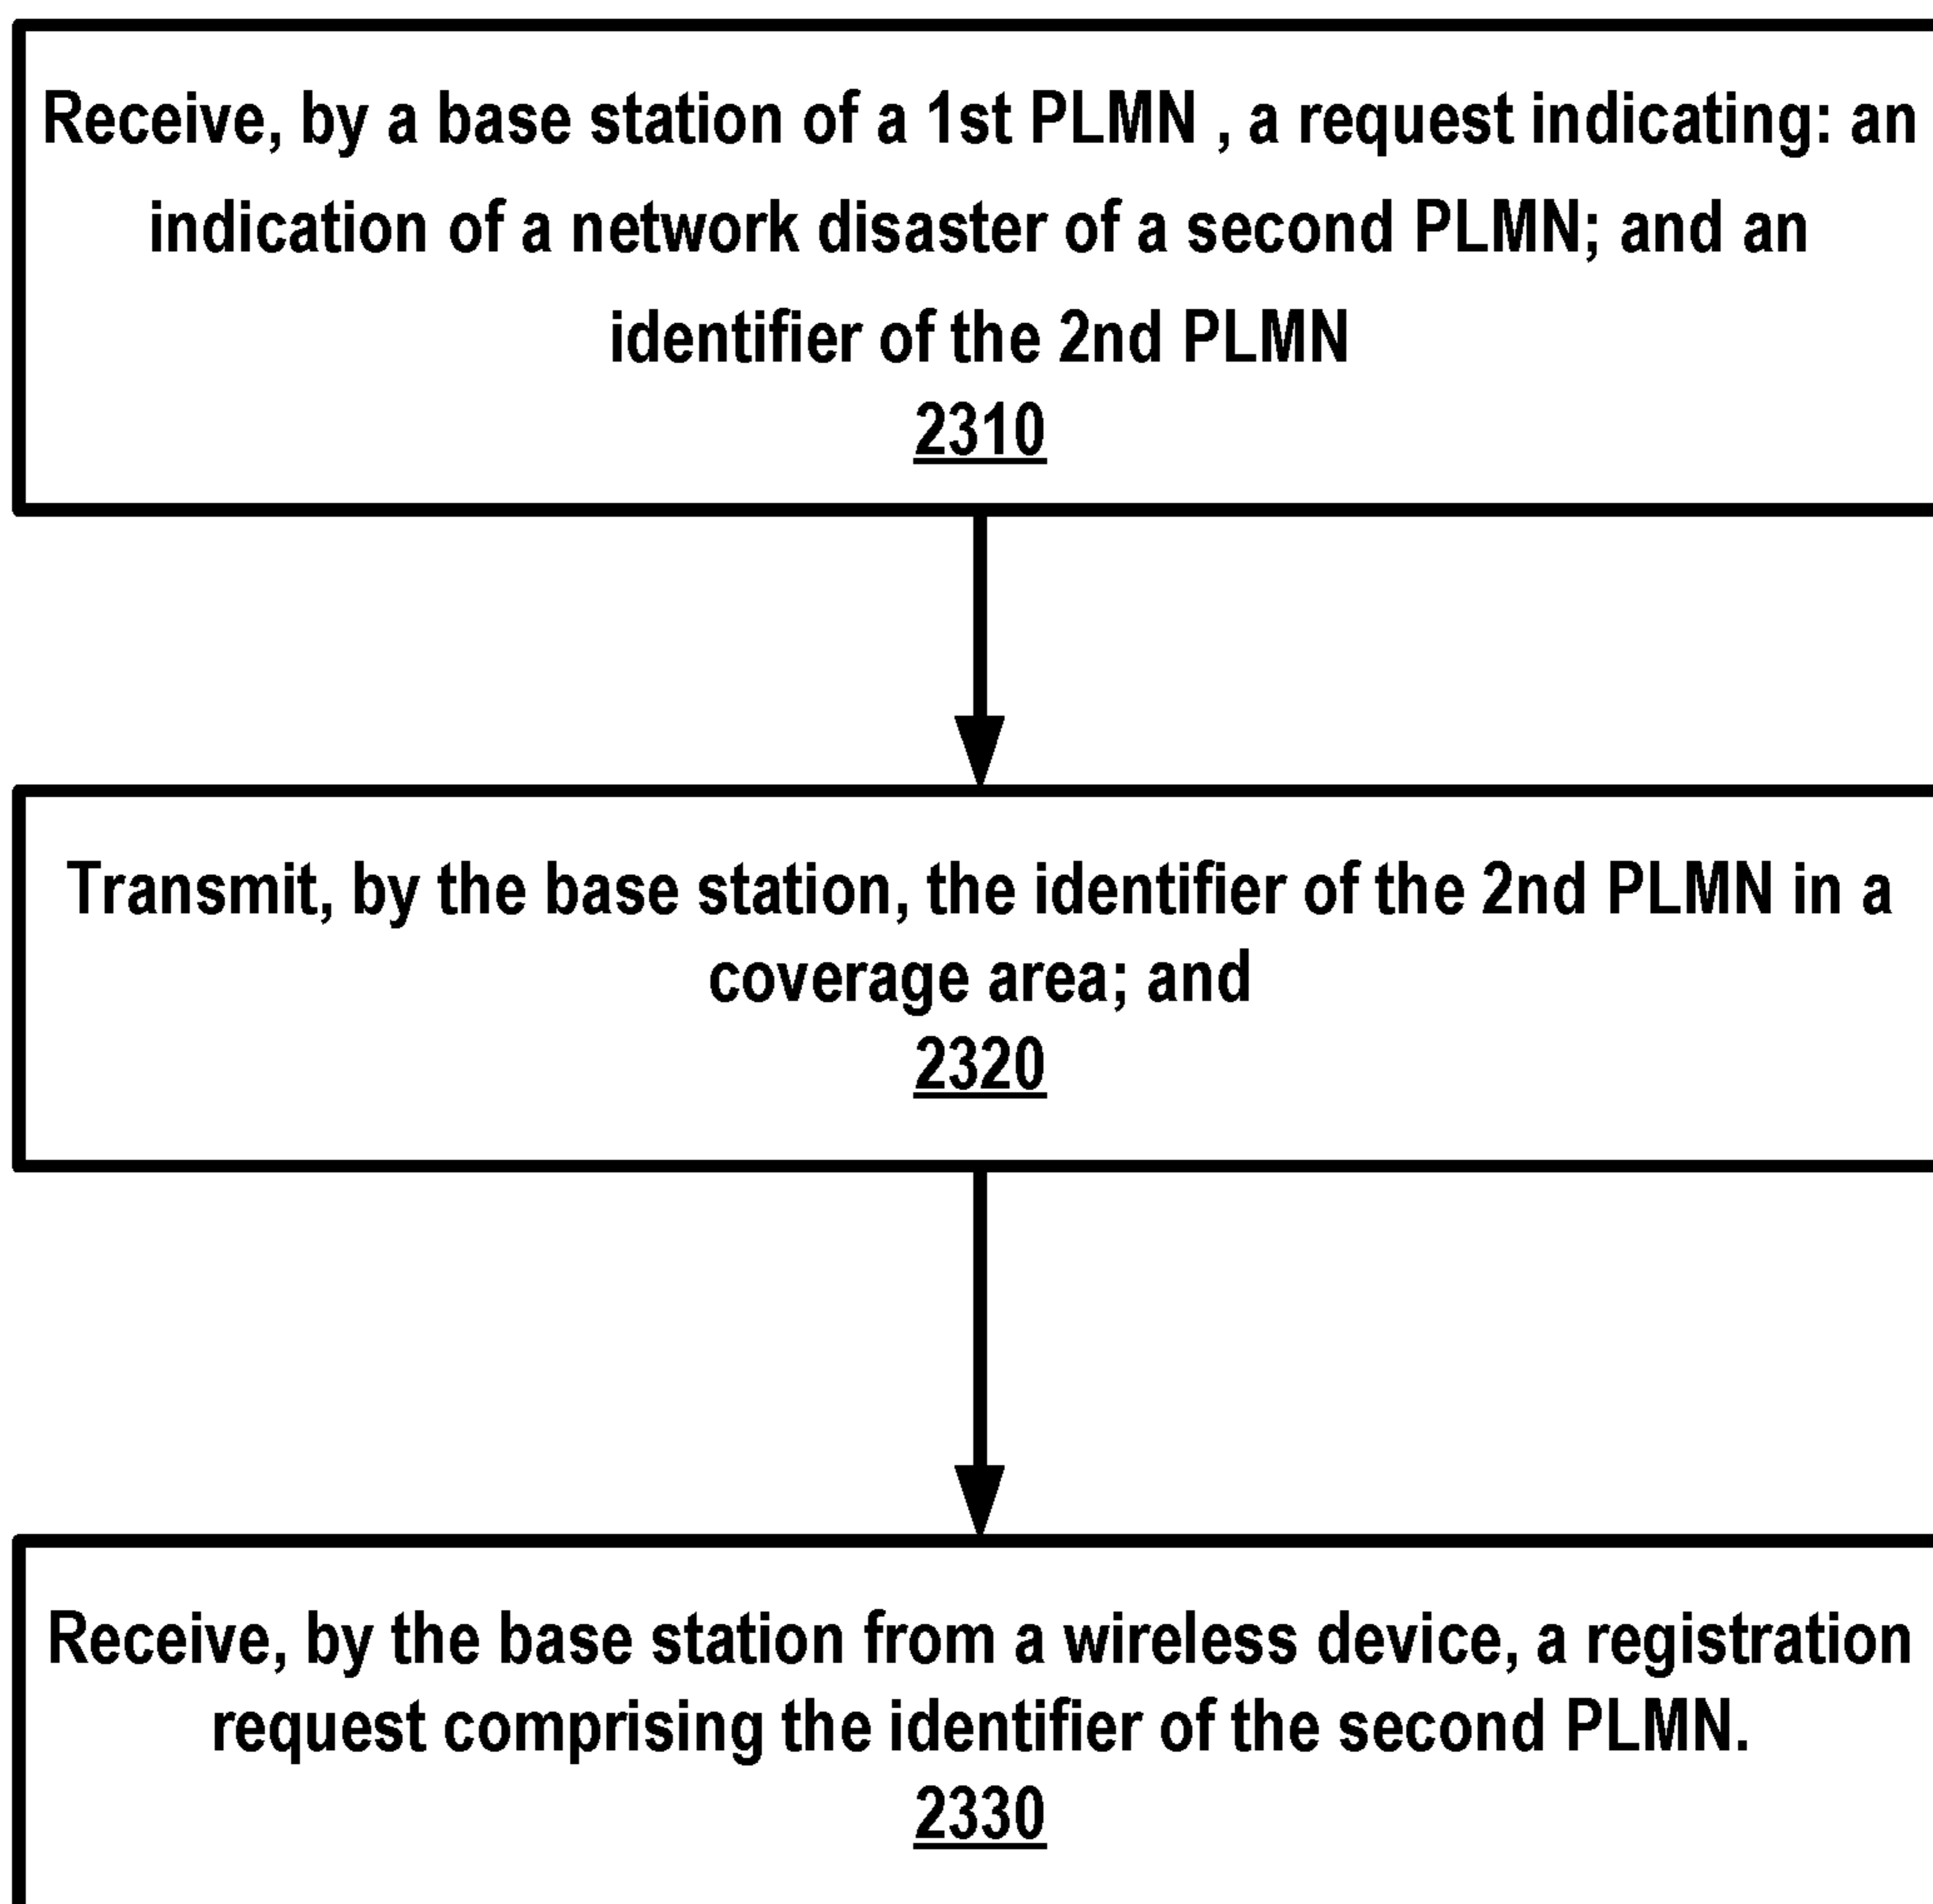 Receive, by a base station of a 1st PLMN , a request indicating: an
indication of a network disaster of a second PLMN; and an
identifier of the 2nd PLMN
2310
Transmit, by the base station, the identifier of the 2nd PLMN in a
coverage area; and
2320
Receive, by the base station from a wireless device, a registration
request comprising the identifier of the second PLMN.
2330